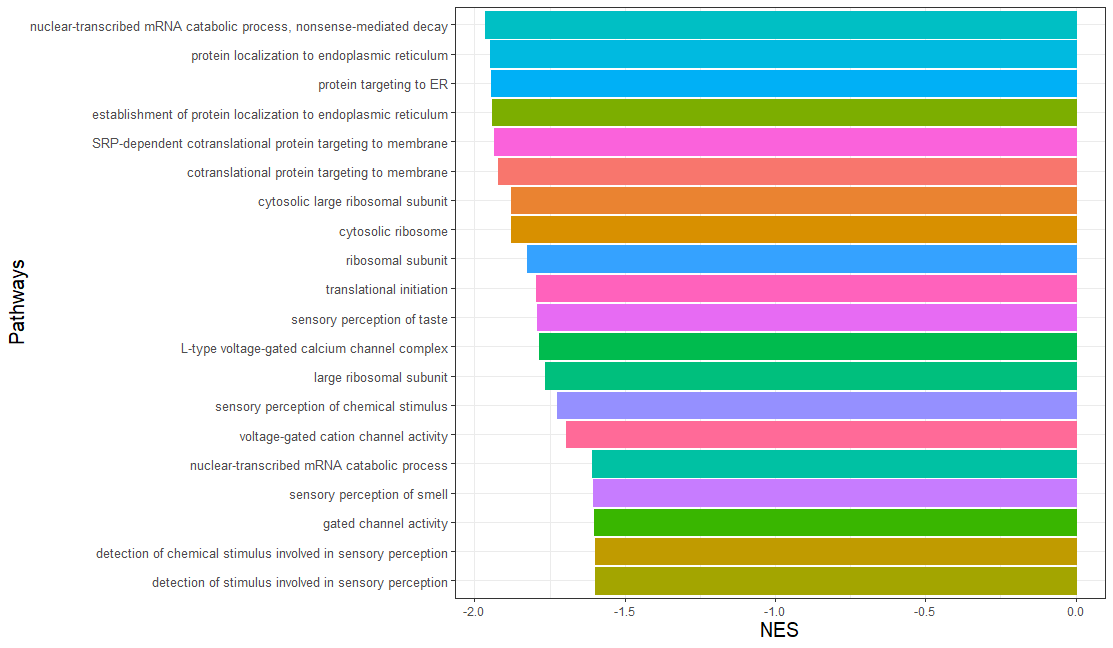 nuclear-transcribed mRNA catabolic process, nonsense-mediated decay
protein localization to endoplasmic reticulum
protein targeting to ER
establishment of protein localization to endoplasmic reticulum
SRP-dependent cotranslational protein targeting to membrane
cotranslational protein targeting to membrane
cytosolic large ribosomal subunit
cytosolic ribosome
ribosomal subunit
translational initiation
sensory perception of taste
L-type voltage-gated calcium channel complex
large ribosomal subunit
sensory perception of chemical stimulus
voltage-gated cation channel activity
nuclear-transcribed mRNA catabolic process
sensory perception of smell
gated channel activity
detection of chemical stimulus involved in sensory perception
detection of stimulus involved in sensory perception
Pathways
-2.0 -1.5 -1.0 -0.5 0.0
NES